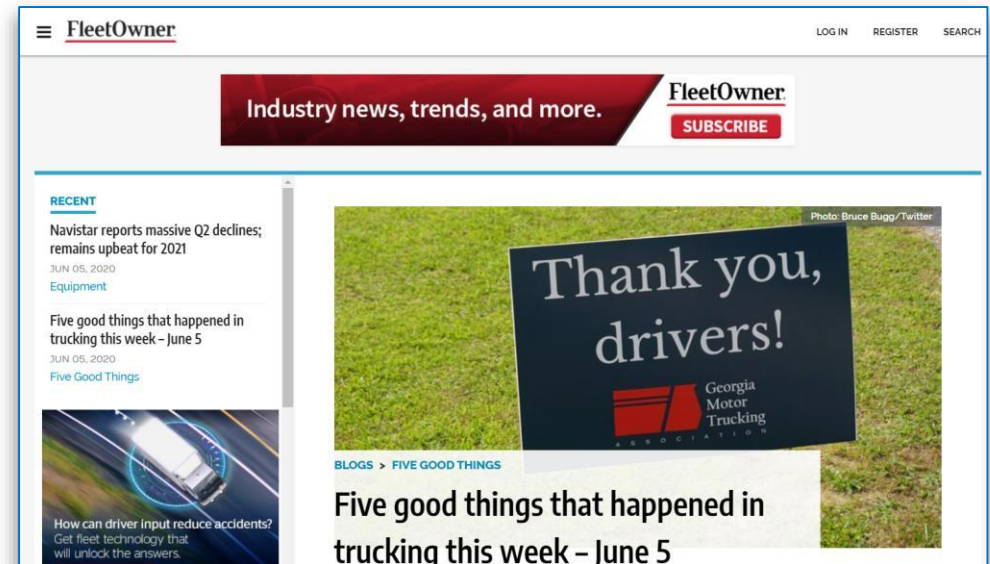 FleetOwner
LOG IN REGISTER SEARCH
Industry news, trends, and more.
FleetOwner
SUBSCRIBE
RECENT
Navistar reports massive Q2 declines;
remains upbeat for 2021
JUN 05, 2020
Equipment
Five good things that happened in
trucking this week – June 5
JUN 05, 2020
Five Good Things
How can driver input reduce accidents?
Get fleet technology that
will unlock the answers.
Photo: Bruce Bugg/Twitter
Thank you,
drivers!
Georgia
Motor
Trucking
ASSOCIATION
BLOGS > FIVE GOOD THINGS
Five good things that happened in
trucking this week – June 5